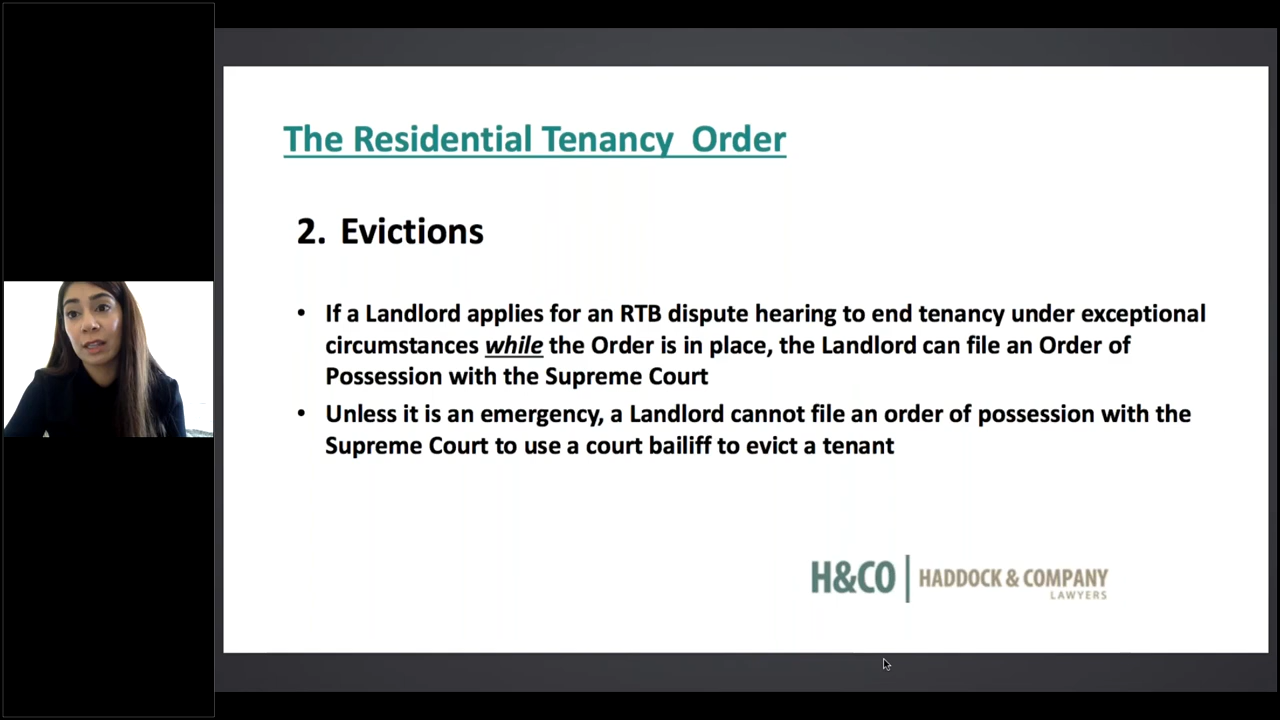 The Residential Tenancy Order
2. Evictions
• If a Landlord applies for an RTB dispute hearing to end tenancy under exceptional
circumstances while the Order is in place, the Landlord can file an Order of
Possession with the Supreme Court
• Unless it is an emergency, a Landlord cannot file an order of possession with the
Supreme Court to use a court bailiff to evict a tenant
H&CO | HADDOCK & COMPANY
LAWYERS